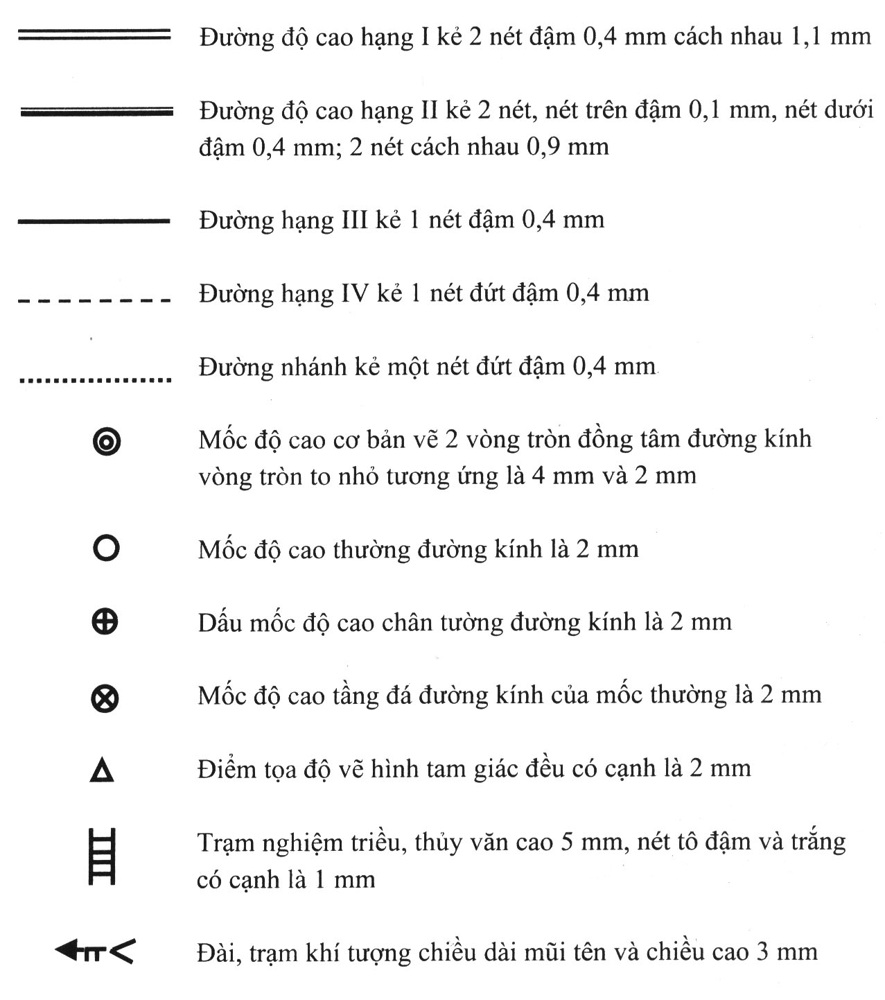 Đường độ cao hạng I kẻ 2 nét đậm 0,4 mm cách nhau 1,1 mm
Đường độ cao hạng II kẻ 2 nét, nét trên đậm 0,1 mm, nét dưới
đậm 0,4 mm; 2 nét cách nhau 0,9 mm
Đường hạng III kẻ 1 nét đậm 0,4 mm
Đường hạng IV kẻ 1 nét đứt đậm 0,4 mm
Đường nhánh kẻ một nét đứt đậm 0,4 mm
Mốc độ cao cơ bản vẽ 2 vòng tròn đồng tâm đường kính
vòng tròn to nhỏ tương ứng là 4 mm và 2 mm
Mốc độ cao thường đường kính là 2 mm
Dấu mốc độ cao chân tường đường kính là 2 mm
Mốc độ cao tầng đá đường kính của mốc thường là 2 mm
Điểm tọa độ vẽ hình tam giác đều có cạnh là 2 mm
Trạm nghiệm triều, thủy văn cao 5 mm, nét tô đậm và trắng
có cạnh là 1 mm
Đài, trạm khí tượng chiều dài mũi tên và chiều cao 3 mm